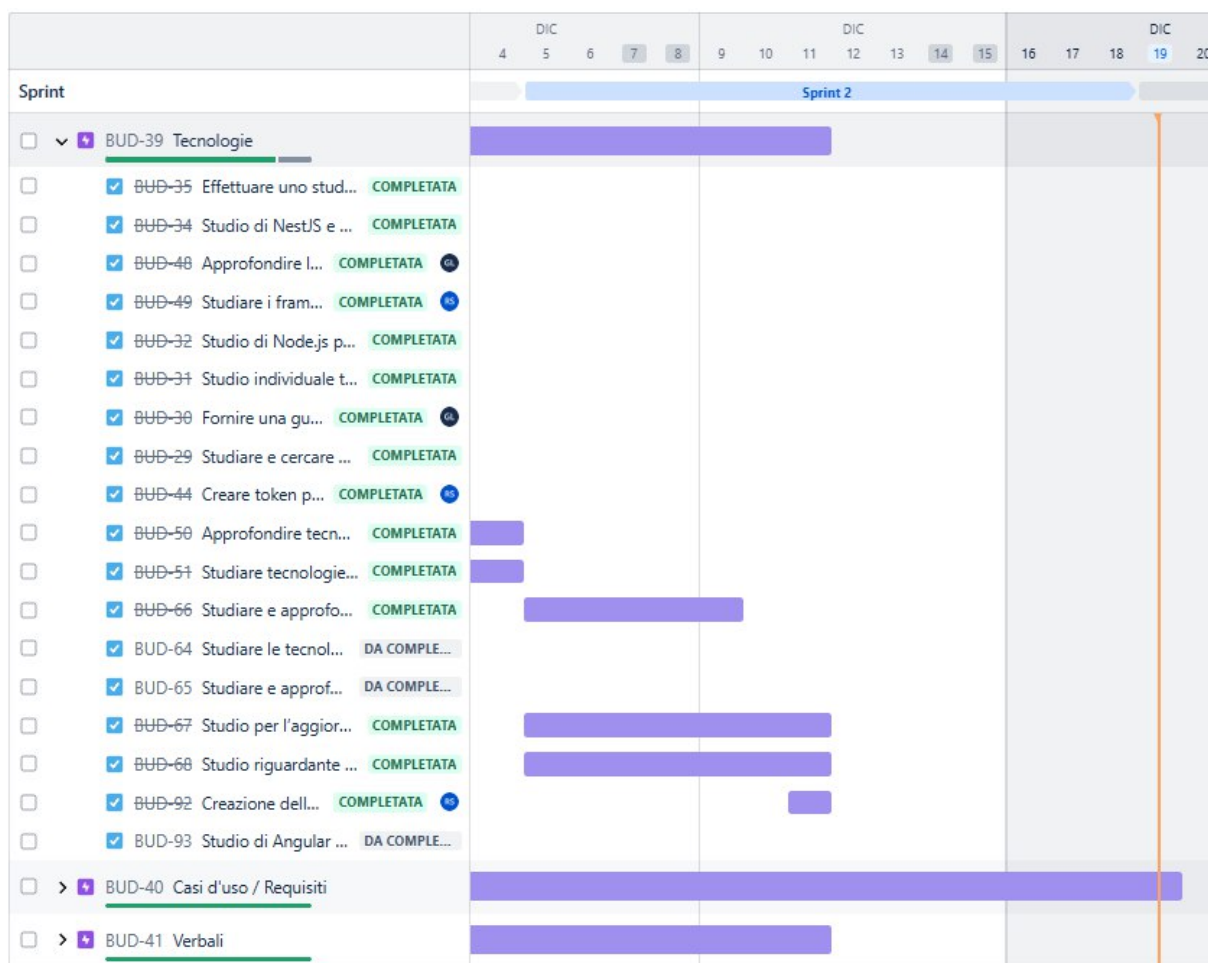 DIC DIC DIC
4 5 6 7 8 9 10 11 12 13 14 15 16 17 18 19 20
Sprint Sprint 2
BUD-39 Tecnologie
BUD-35 Effettuare uno stud... COMPLETATA
BUD-34 Studio di NestJS e ... COMPLETATA
BUD-48 Approfondire l... COMPLETATA GL
BUD-49 Studiare i fram... COMPLETATA RS
BUD-32 Studio di Node.js p... COMPLETATA
BUD-31 Studio individuale t... COMPLETATA
BUD-30 Fornire una gu... COMPLETATA GL
BUD-29 Studiare e cercare ... COMPLETATA
BUD-44 Creare token p... COMPLETATA RS
BUD-50 Approfondire tecn... COMPLETATA
BUD-51 Studiare tecnologie... COMPLETATA
BUD-66 Studiare e approfo... COMPLETATA
BUD-64 Studiare le tecnol... DA COMPLE...
BUD-65 Studiare e approf... DA COMPLE...
BUD-67 Studio per l'aggior... COMPLETATA
BUD-68 Studio riguardante ... COMPLETATA
BUD-92 Creazione dell... COMPLETATA RS
BUD-93 Studio di Angular ... DA COMPLE...
BUD-40 Casi d'uso / Requisiti
BUD-41 Verbali